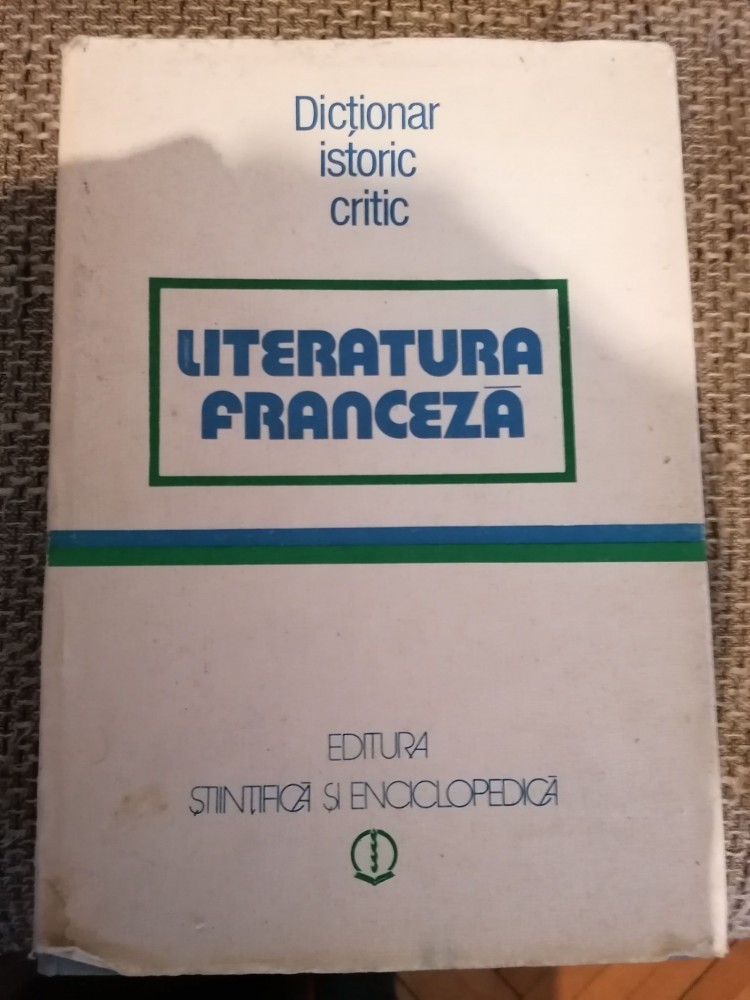 Dicționar
istoric
critic
LITERATURA
FRANCEZĂ
EDITURA
ȘTIINȚIFICĂ ȘI ENCICLOPEDICĂ